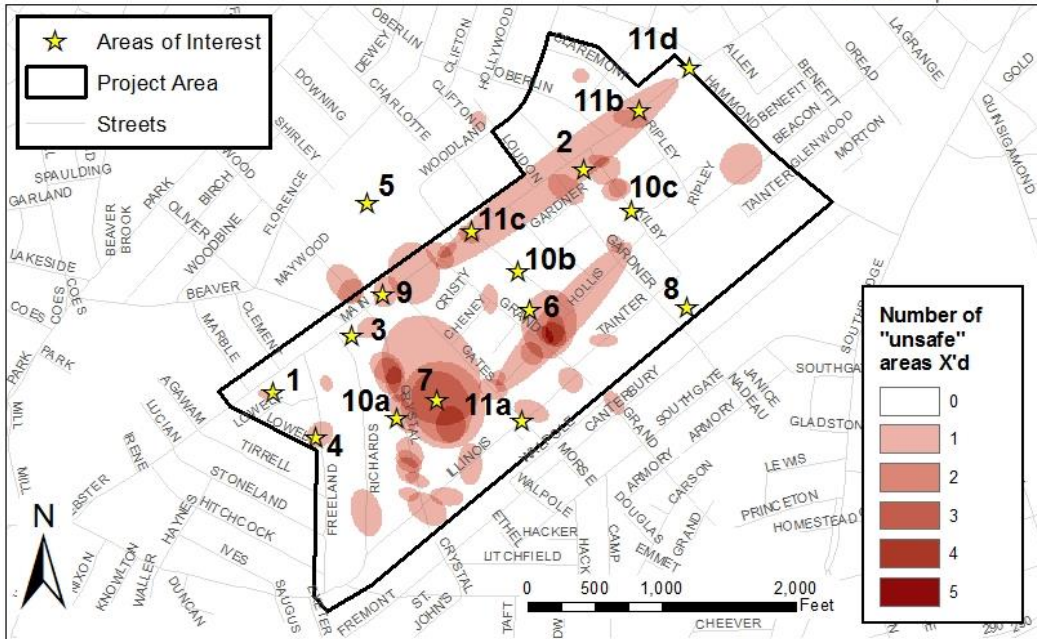 Areas of Interest
Project Area
Streets
OBERLIN
DEWEY
CLIFTON
HOLLYWOOD
CLAREMONT
OBERLIN
11d
ALLEN
BENEFIT
OREAD
LAGRANGE
GOLD
DOWNING
CHARLOTTE
CLIFTON
HAMMOND
BENEFIT
BEACON
GLENWOOD
MORTON
QUINSIGAMOND
SHIRLEY
WOODLAND
LOUDON
11b
RIPLEY
RIPLEY
TAINTER
2
SPAULDING
GARLAND
BEAVER
BROOK
PARK
BIRCH
OLIVER
WOODBINE
FLORENCE
5
GARDNER
10c
KILBY
11c
LAKESIDE
COES
COES
MAYWOOD
10b
GARDNER
BEAVER
MAIN
9
CRISTY
CHENEY
GRAND
6
HOLLIS
TAINTER
8
MARBLE
CLEMENT
3
GATES
PARK
PARK
MILL
AGAWAM
LUCIAN
IRENE
1
LOWELL
7
10a
CRYSTAL
11a
CANTERBURY
SOUTHGATE
ARMORY
NADEAU
JANICE
GRAND
SOUTHGA
GLADSTON
4
TIRRELL
STONELAND
HITCHCOCK
IVES
FREELAND
RICHARDS
ILLINOIS
MORSE
WALPOLE
ARMORY
CARSON
DOUGLAS
GRAND
EMMET
LEWIS
PRINCETON
HOMESTEAD
MILL
HAYNES
NIXON
KNOWLTON
WALLER
DUNCAN
SAUGUS
EXETER
FREMONT
ST.
JOHN'S
CRYSTAL
ETHEL
HACKER
LITCHFIELD
HACK
CAMP
TAFT
CHEEVER
N
0 500 1,000 2,000
Feet
Number of
"unsafe"
areas X'd
0
1
2
3
4
5